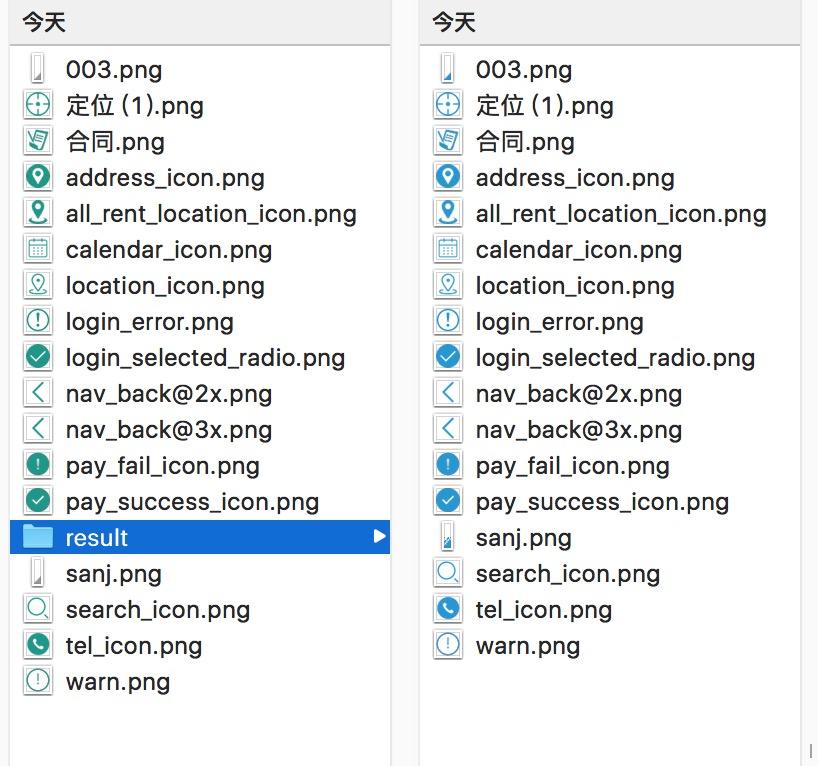 今天
003.png
定位 (1).png
合同.png
address_icon.png
all_rent_location_icon.png
calendar_icon.png
location_icon.png
login_error.png
login_selected_radio.png
nav_back@2x.png
nav_back@3x.png
pay_fail_icon.png
pay_success_icon.png
result
sanj.png
search_icon.png
tel_icon.png
warn.png
今天
003.png
定位 (1).png
合同.png
address_icon.png
all_rent_location_icon.png
calendar_icon.png
location_icon.png
login_error.png
login_selected_radio.png
nav_back@2x.png
nav_back@3x.png
pay_fail_icon.png
pay_success_icon.png
sanj.png
search_icon.png
tel_icon.png
warn.png